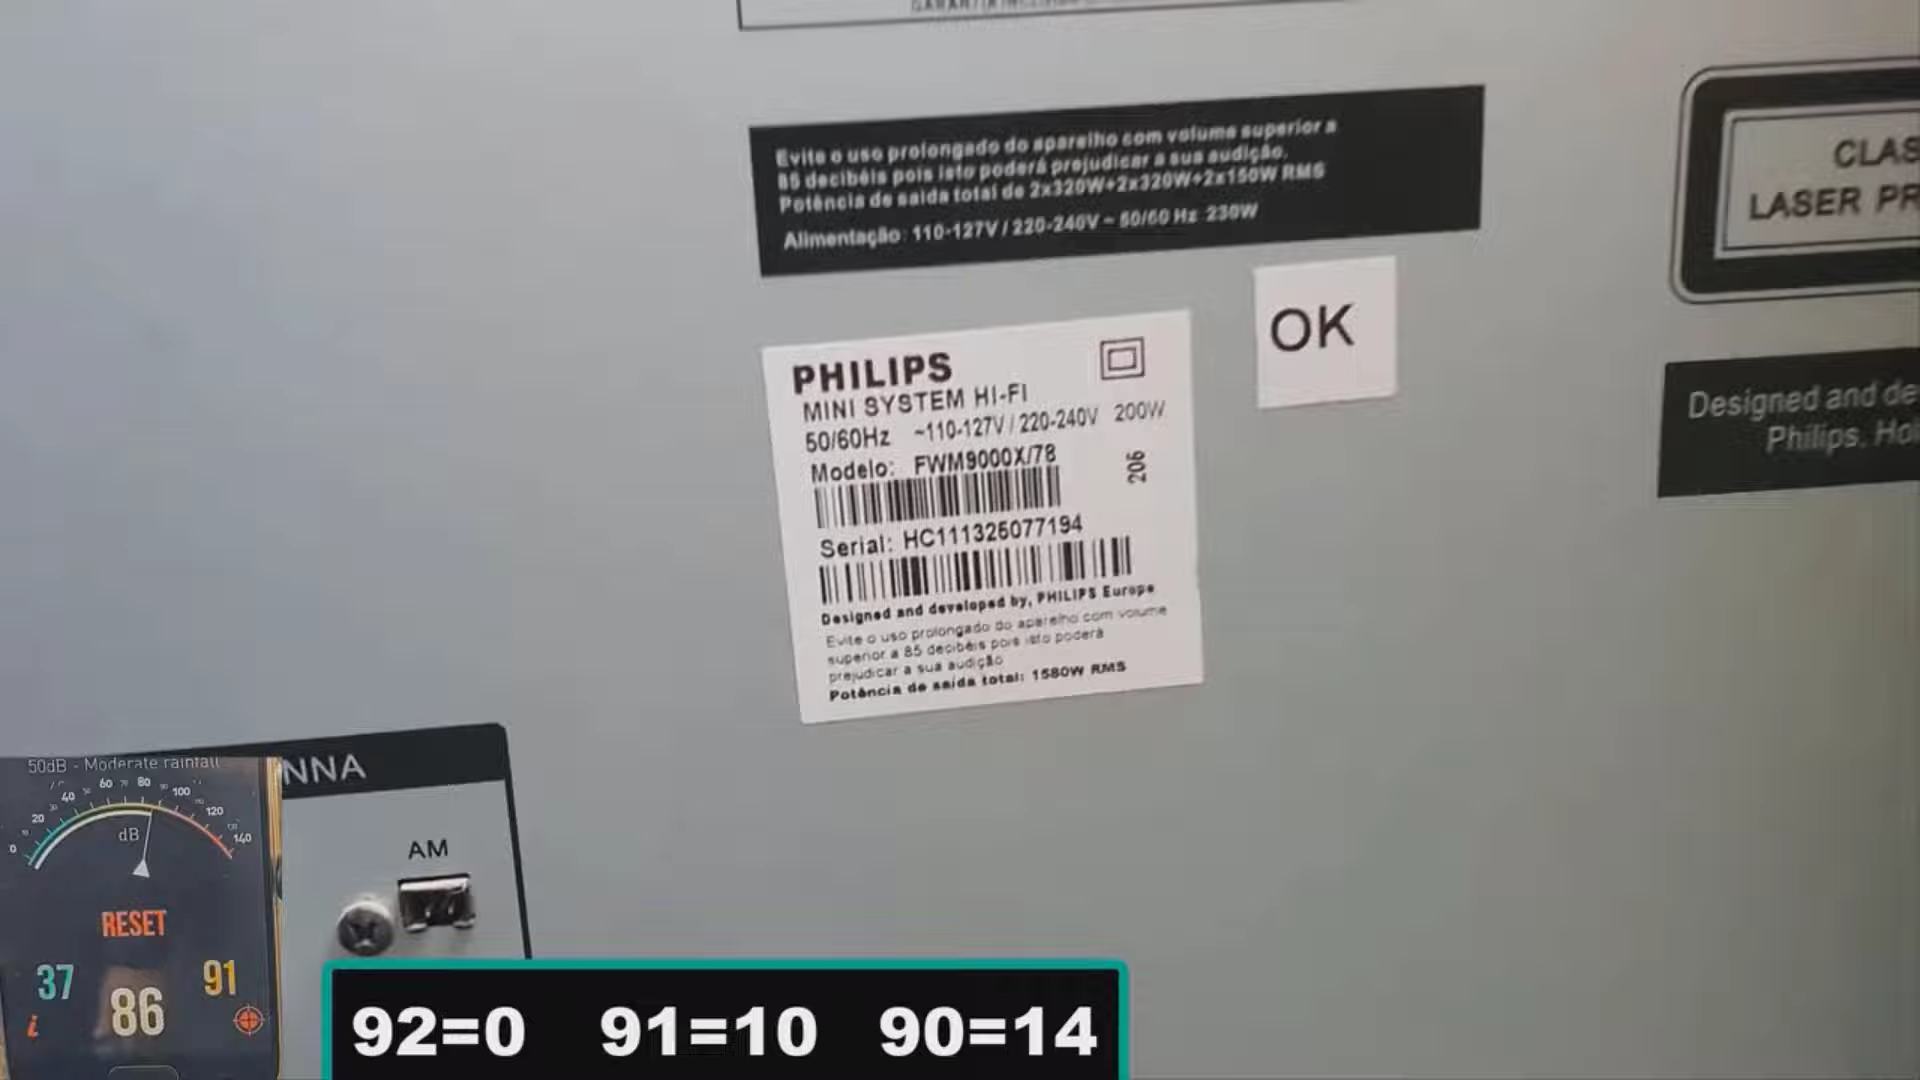 Evite o uso prolongado do aparelho com volume superior a
85 decibéis pois isto poderá prejudicar a sua audição.
Potência de saída total de 2x320W+2x320W+2x150W RMS
Alimentação: 110-127V / 220-240V ~ 50/60 Hz 230W
CLAS
LASER PR
OK
PHILIPS
MINI SYSTEM HI-FI
50/60Hz ~110-127V / 220-240V 200W
Modelo: FWM9000X/78
206
Serial: HC111325077194
Designed and developed by, PHILIPS Europe
Evite o uso prolongado do aparelho com volume
superior a 85 decibéis pois isto poderá
prejudicar a sua audição
Potência de saída total: 1580W RMS
Designed and de
Philips, Hol
NNA
AM
50dB - Moderate rainfall
0 20 40 60 80 100 120 140
dB
RESET
37 86 91
i
92=0 91=10 90=14